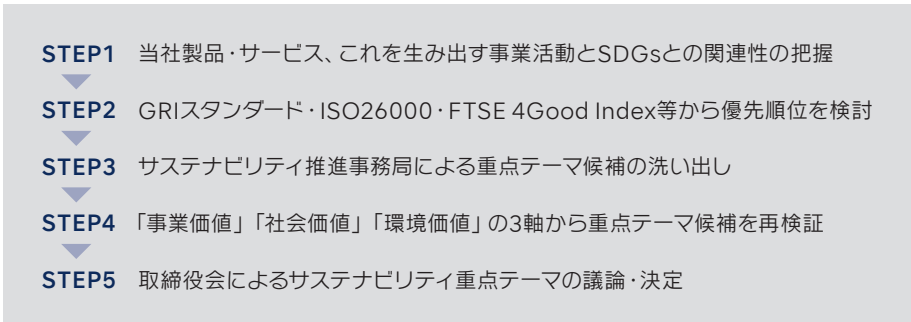 STEP1 当社製品・サービス、これを生み出す事業活動とSDGsとの関連性の把握
STEP2 GRIスタンダード・ISO26000・FTSE 4Good Index等から優先順位を検討
STEP3 サステナビリティ推進事務局による重点テーマ候補の洗い出し
STEP4 「事業価値」「社会価値」「環境価値」の3軸から重点テーマ候補を再検証
STEP5 取締役会によるサステナビリティ重点テーマの議論・決定